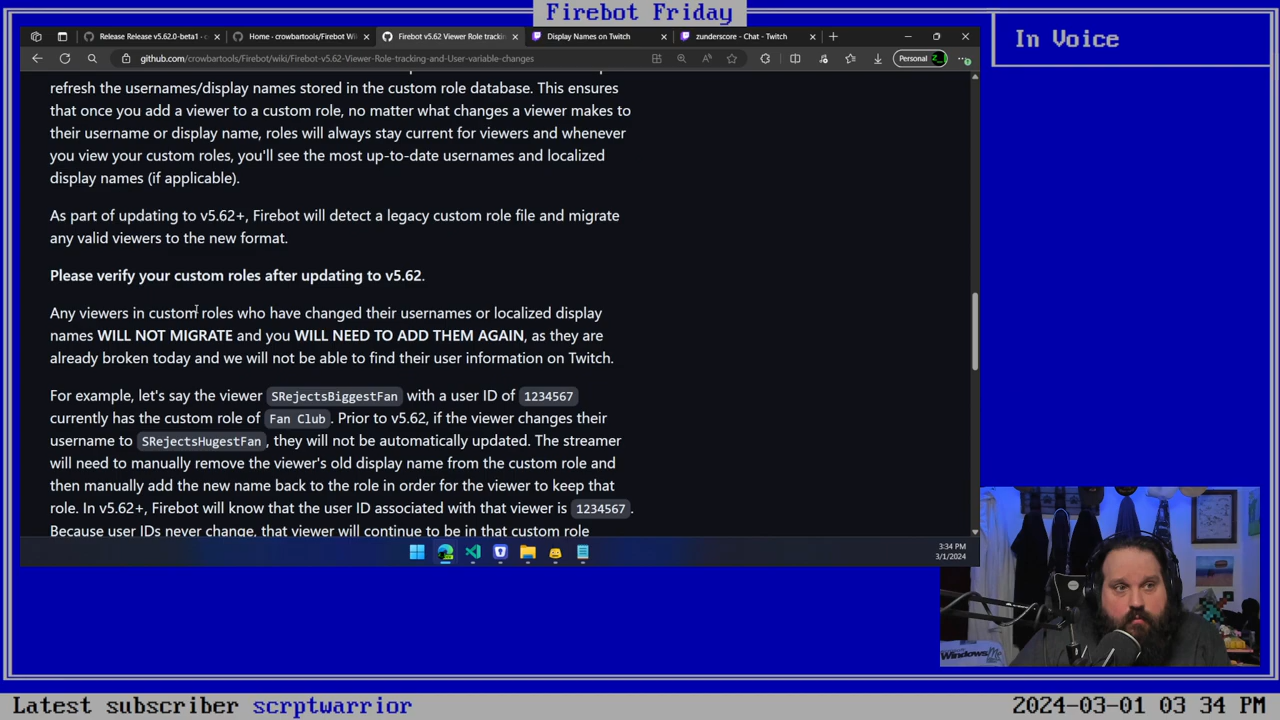 Firebot Friday
In Voice
Release Release v5.62.0-beta1 · c
Home · crowbartools/Firebot Wi
Firebot v5.62 Viewer Role tracki
Display Names on Twitch
zunderscore - Chat - Twitch
github.com/crowbartools/Firebot/wiki/Firebot-v5.62-Viewer-Role-tracking-and-User-variable-changes
Personal
refresh the usernames/display names stored in the custom role database. This ensures
that once you add a viewer to a custom role, no matter what changes a viewer makes to
their username or display name, roles will always stay current for viewers and whenever
you view your custom roles, you'll see the most up-to-date usernames and localized
display names (if applicable).
As part of updating to v5.62+, Firebot will detect a legacy custom role file and migrate
any valid viewers to the new format.
Please verify your custom roles after updating to v5.62.
Any viewers in custom roles who have changed their usernames or localized display
names WILL NOT MIGRATE and you WILL NEED TO ADD THEM AGAIN, as they are
already broken today and we will not be able to find their user information on Twitch.
For example, let's say the viewer SRejectsBiggestFan with a user ID of 1234567
currently has the custom role of Fan Club. Prior to v5.62, if the viewer changes their
username to SRejectsHugestFan, they will not be automatically updated. The streamer
will need to manually remove the viewer's old display name from the custom role and
then manually add the new name back to the role in order for the viewer to keep that
role. In v5.62+, Firebot will know that the user ID associated with that viewer is 1234567.
Because user IDs never change, that viewer will continue to be in that custom role
3:34 PM
3/1/2024
Windows Me
Latest subscriber scrptwarrior
2024-03-01 03 34 PM